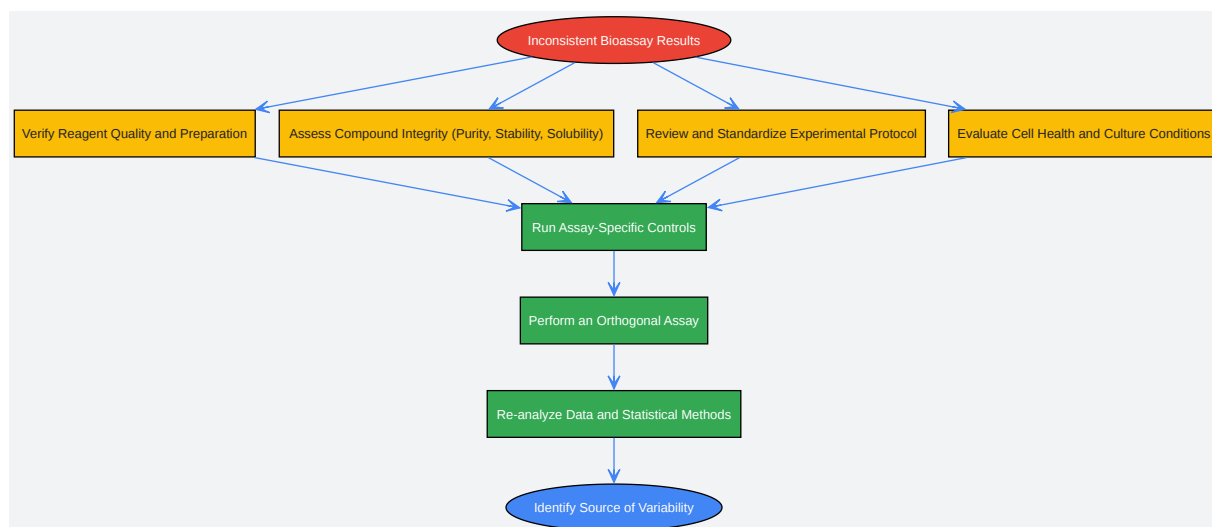 Inconsistent Bioassay Results
Verify Reagent Quality and Preparation
Assess Compound Integrity (Purity, Stability, Solubility)
Review and Standardize Experimental Protocol
Evaluate Cell Health and Culture Conditions
Run Assay-Specific Controls
Perform an Orthogonal Assay
Re-analyze Data and Statistical Methods
Identify Source of Variability